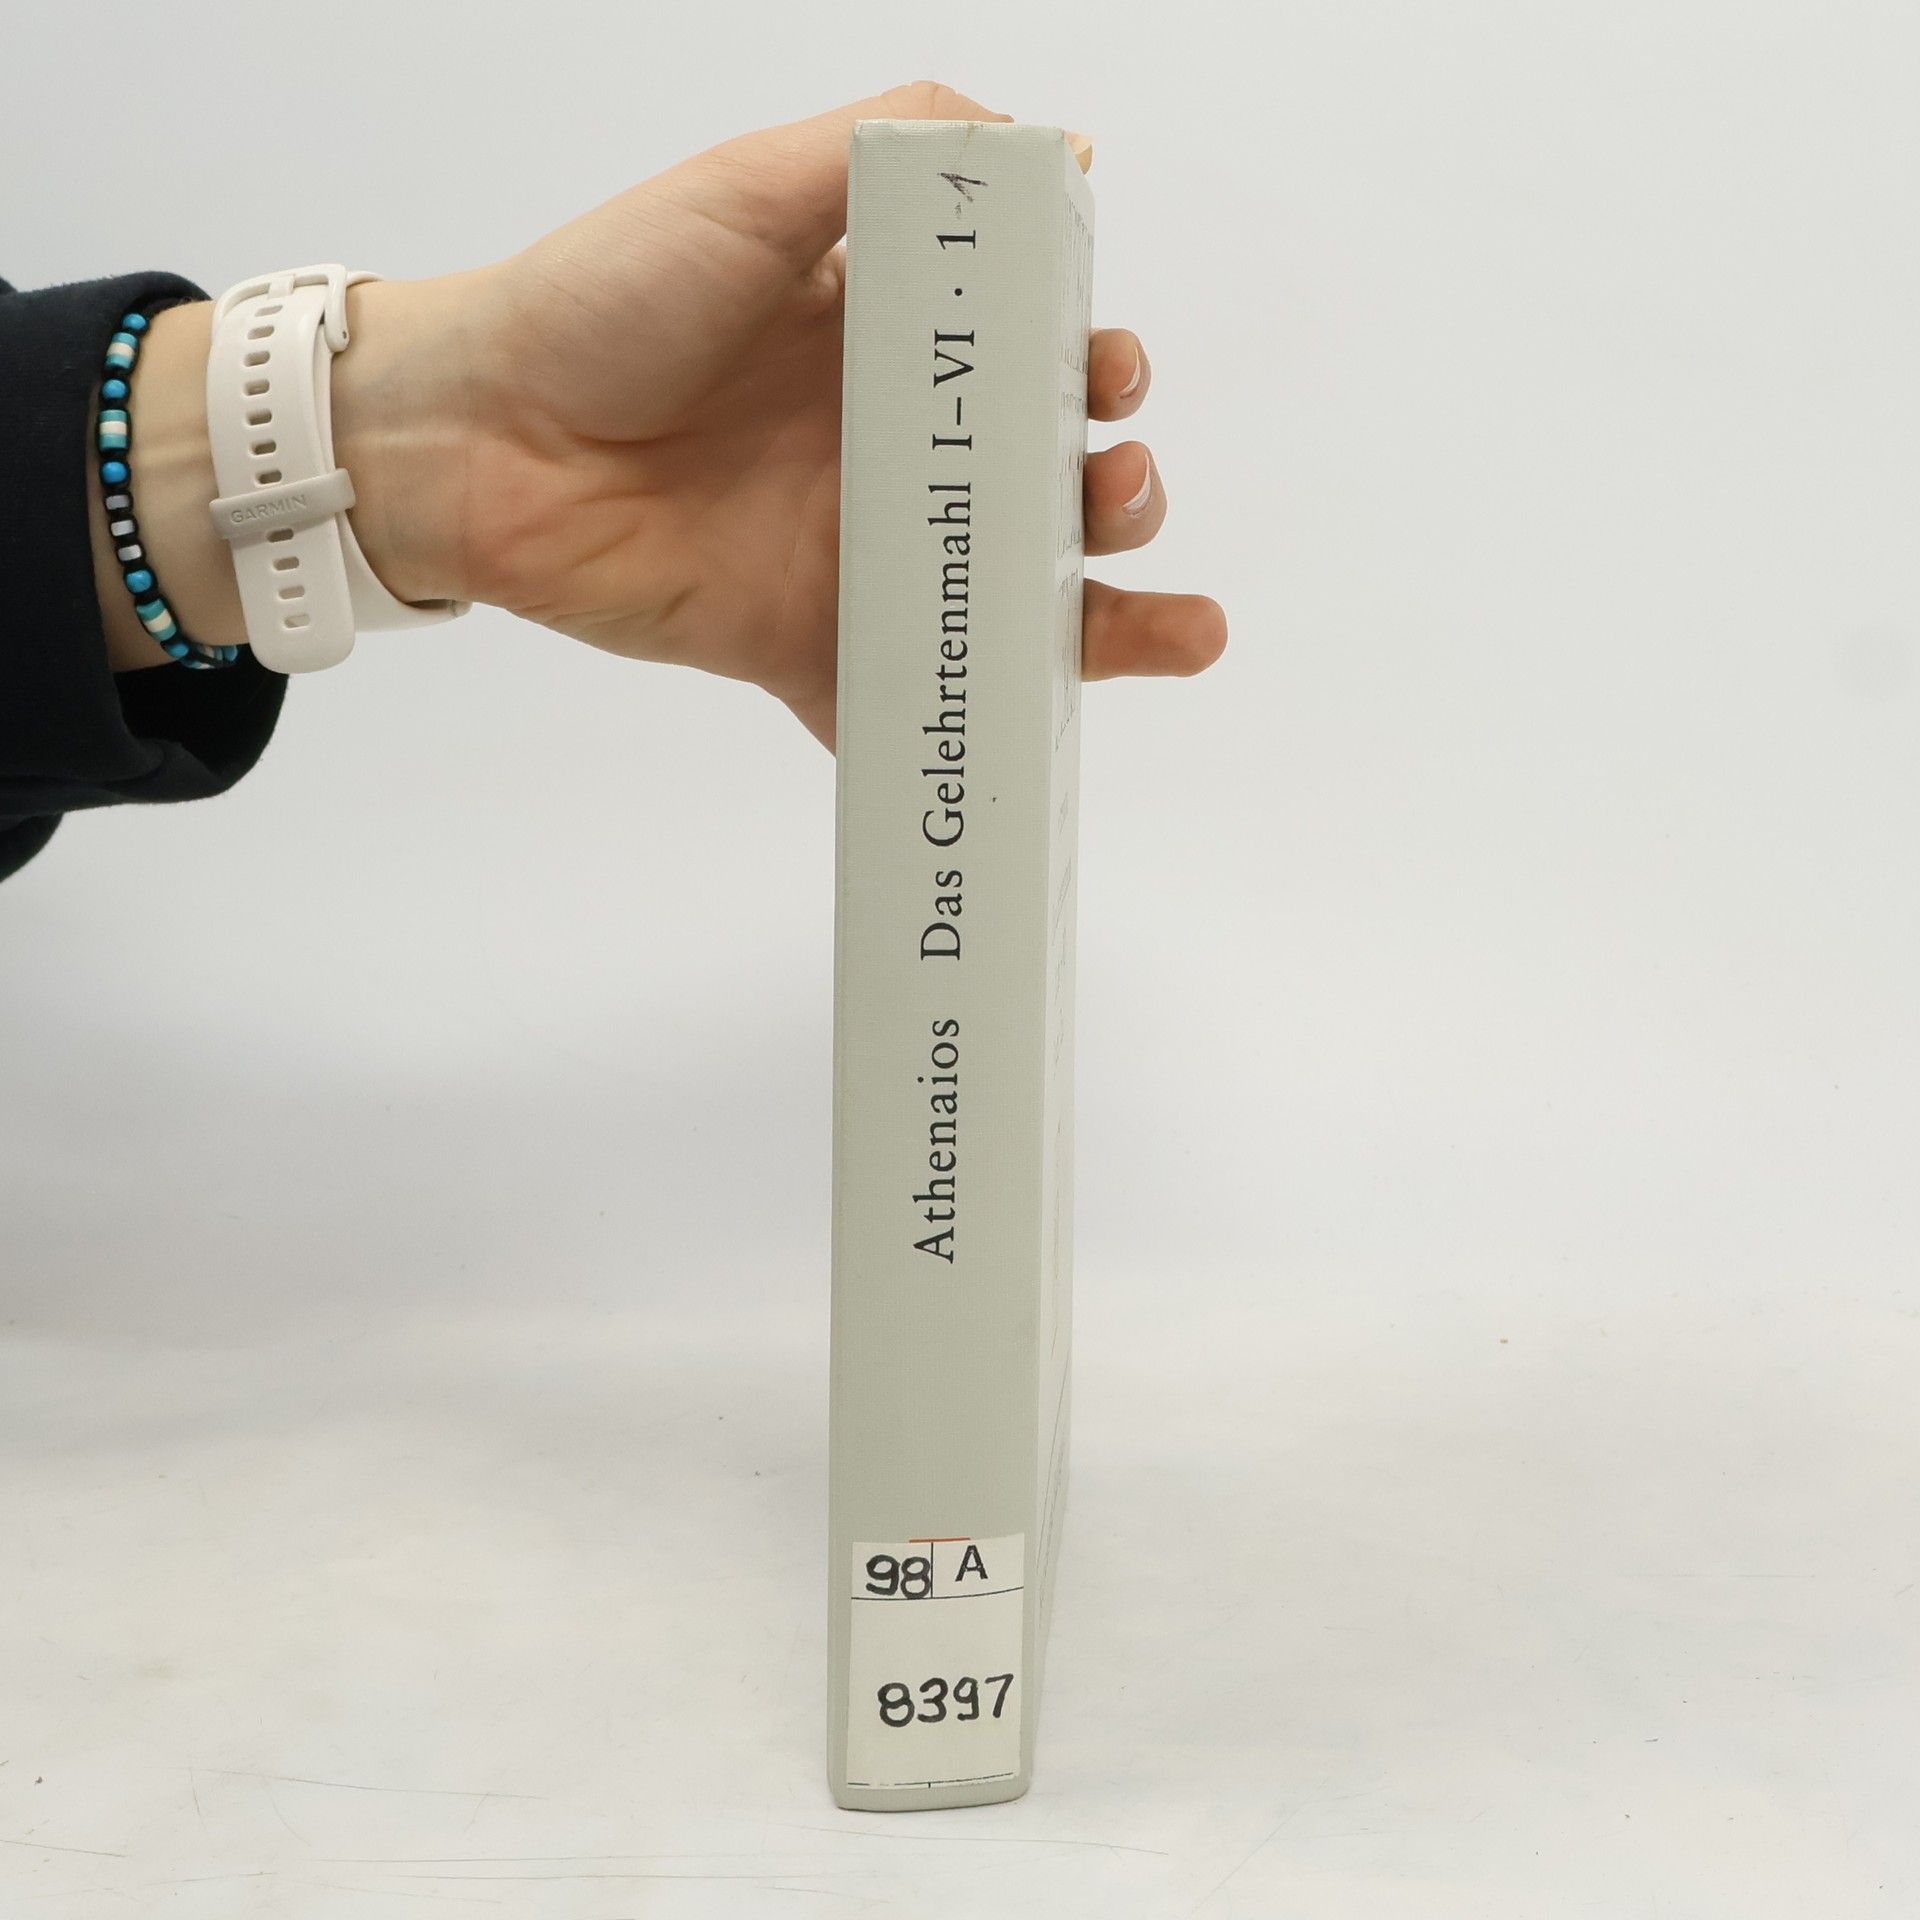 Athenaios Das Gelehrtenmahl I–VI · 1-1
98 A
8397
GARMIN